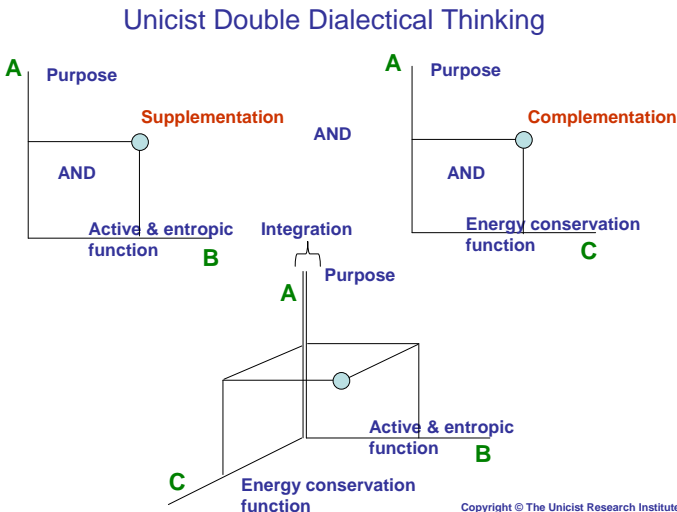 Unicist Double Dialectical Thinking
A
Purpose
Supplementation
AND
Active & entropic
function
B
AND
A
Purpose
Complementation
AND
Energy conservation
function
C
Integration
Purpose
A
Active & entropic
function
B
C
Energy conservation
function
Copyright © The Unicist Research Institute